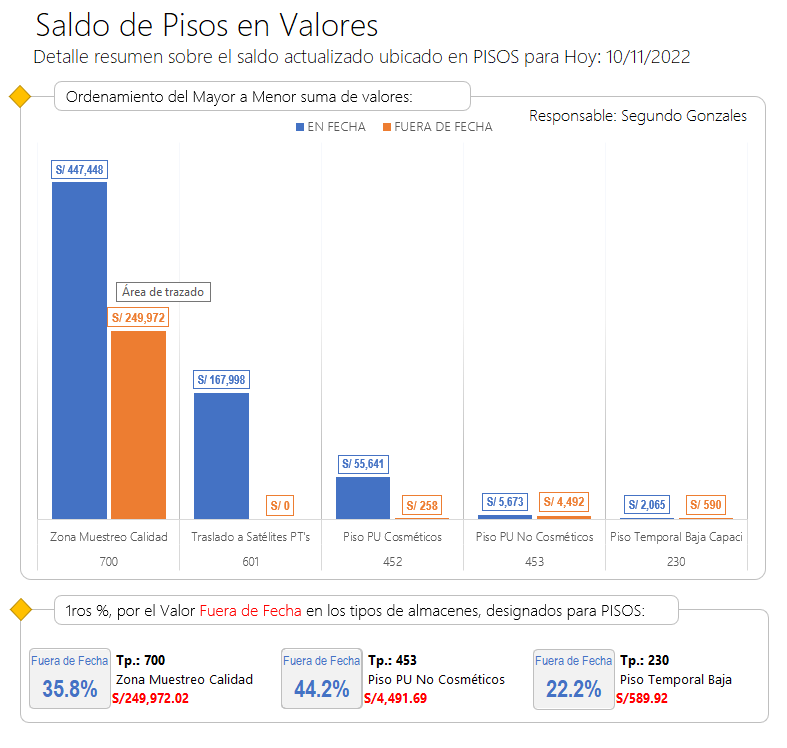 Saldo de Pisos en Valores
Detalle resumen sobre el saldo actualizado ubicado en PISOS para Hoy: 10/11/2022
Ordenamiento del Mayor a Menor suma de valores:
Responsable: Segundo Gonzales
EN FECHA FUERA DE FECHA
S/ 447,448
Área de trazado
S/ 249,972
S/ 167,998
S/ 0
S/ 55,641
S/ 258
S/ 5,673
S/ 4,492
S/ 2,065
S/ 590
Zona Muestreo Calidad Traslado a Satélites PT's Piso PU Cosméticos Piso PU No Cosméticos Piso Temporal Baja Capaci
700 601 452 453 230
1ros %, por el Valor Fuera de Fecha en los tipos de almacenes, designados para PISOS:
Fuera de Fecha
35.8%
Tp.: 700
Zona Muestreo Calidad
S/249,972.02
Fuera de Fecha
44.2%
Tp.: 453
Piso PU No Cosméticos
S/4,491.69
Fuera de Fecha
22.2%
Tp.: 230
Piso Temporal Baja
S/589.92